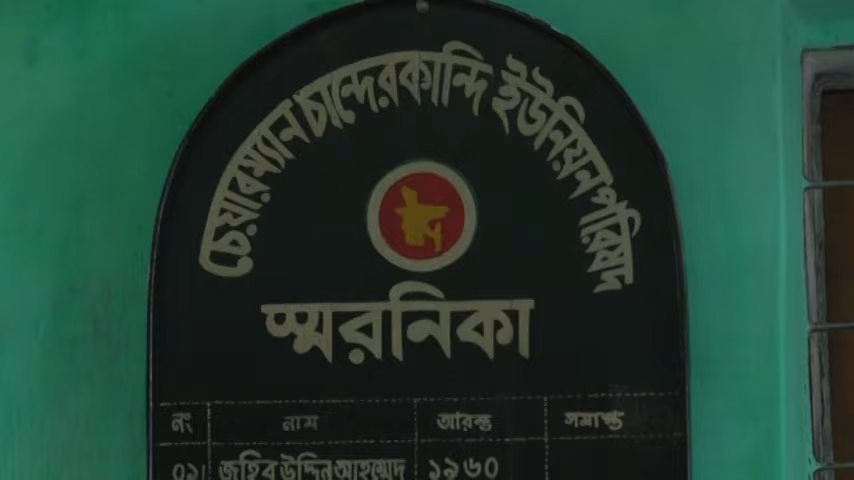 চেয়ারম্যান চান্দেরকান্দি ইউনিয়ন পরিষদ
স্মরনিকা
নং নাম আরম্ভ সমাপ্ত
০১। জহির উদ্দিন আহম্মেদ ১৯৬০